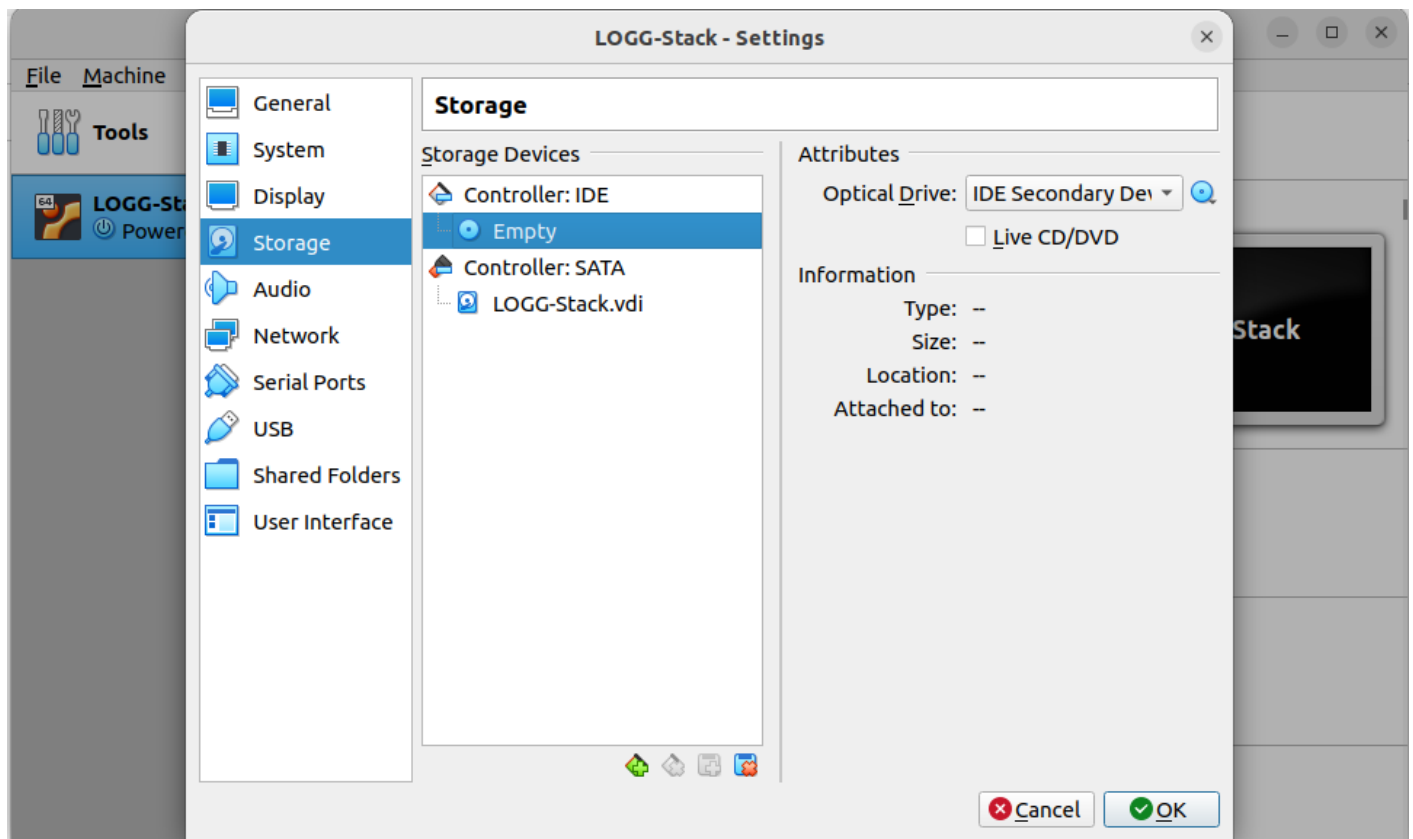 LOGG-Stack - Settings
File Machine
Tools
64
LOGG-Sta
Power
General
System
Display
Storage
Audio
Network
Serial Ports
USB
Shared Folders
User Interface
Storage
Storage Devices
Controller: IDE
Empty
Controller: SATA
LOGG-Stack.vdi
Attributes
Optical Drive: IDE Secondary Dev
Live CD/DVD
Information
Type: --
Size: --
Location: --
Attached to: --
Stack
Cancel OK